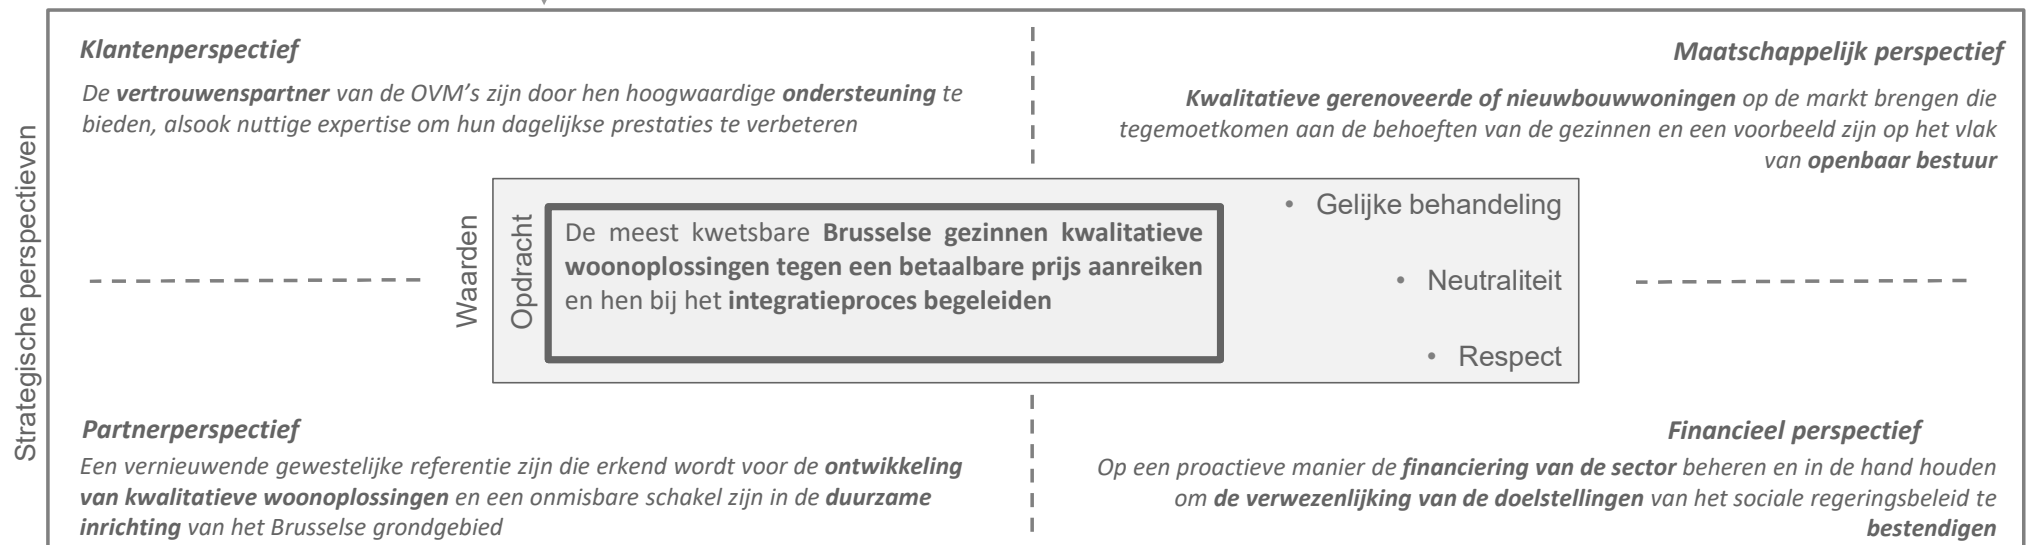 Strategische perspectieven
Klantenperspectief
De vertrouwenspartner van de OVM’s zijn door hen hoogwaardige ondersteuning te
bieden, alsook nuttige expertise om hun dagelijkse prestaties te verbeteren
Maatschappelijk perspectief
Kwalitatieve gerenoveerde of nieuwbouwwoningen op de markt brengen die
tegemoetkomen aan de behoeften van de gezinnen en een voorbeeld zijn op het vlak
van openbaar bestuur
Waarden
Opdracht
De meest kwetsbare Brusselse gezinnen kwalitatieve
woonoplossingen tegen een betaalbare prijs aanreiken
en hen bij het integratieproces begeleiden
• Gelijke behandeling
• Neutraliteit
• Respect
Partnerperspectief
Een vernieuwende gewestelijke referentie zijn die erkend wordt voor de ontwikkeling
van kwalitatieve woonoplossingen en een onmisbare schakel zijn in de duurzame
inrichting van het Brusselse grondgebied
Financieel perspectief
Op een proactieve manier de financiering van de sector beheren en in de hand houden
om de verwezenlijking van de doelstellingen van het sociale regeringsbeleid te
bestendigen